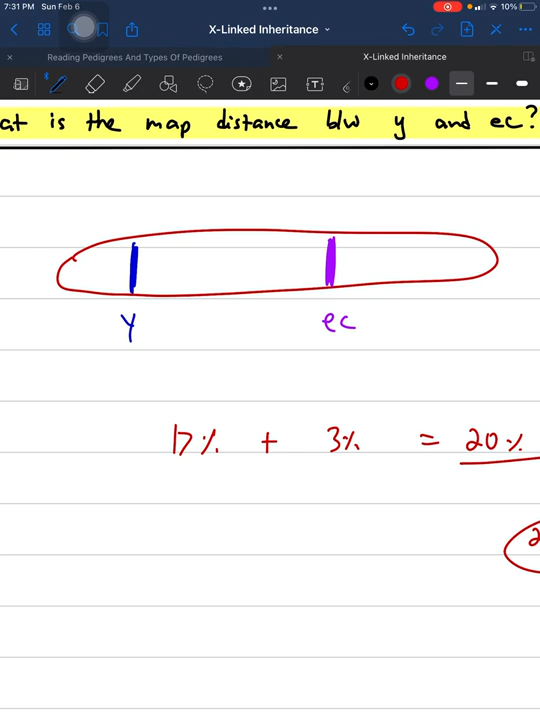 7:31 PM Sun Feb 6 10%
X-Linked Inheritance
Reading Pedigrees And Types Of Pedigrees X-Linked Inheritance
at is the map distance b/w y and ec?
y ec
17% + 3% = 20%
2